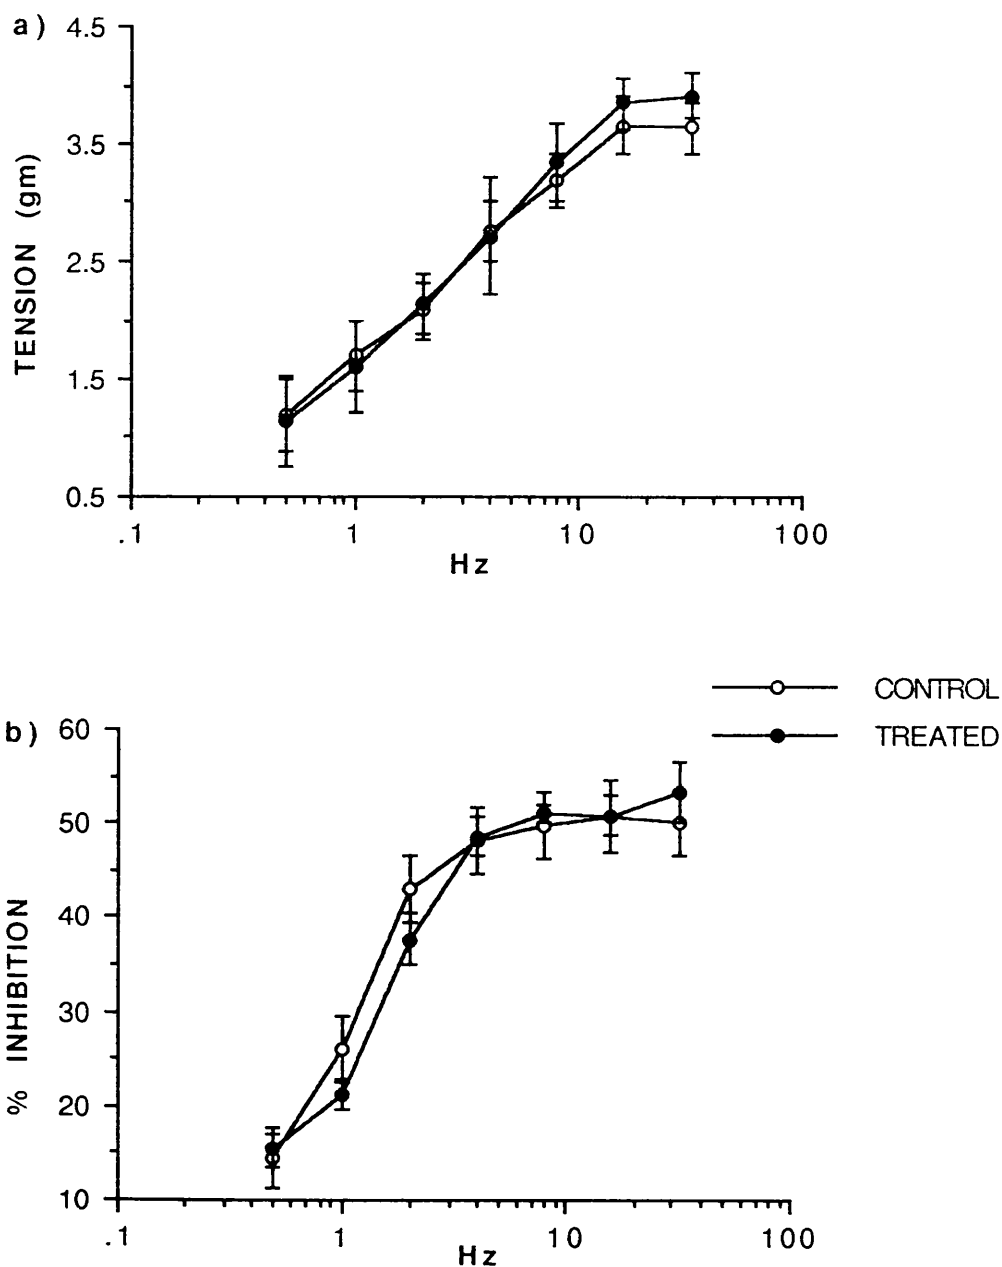 a)
4.5
3.5
2.5
1.5
0.5
TENSION (gm)
.1 1 10 100
Hz
CONTROL
TREATED
b)
60
50
40
30
20
10
% INHIBITION
.1 1 10 100
Hz